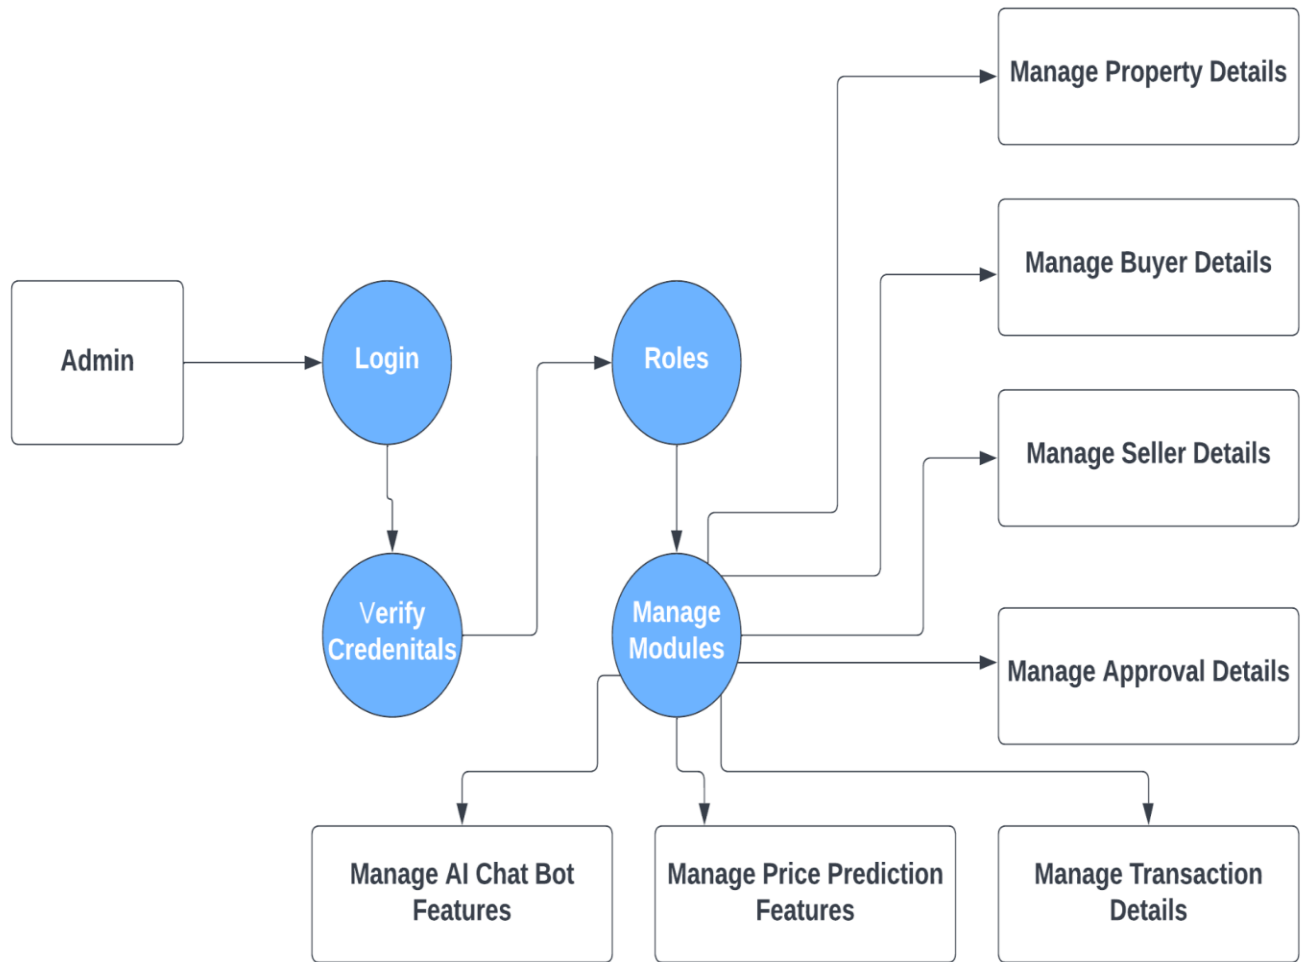 Manage Property Details
Manage Buyer Details
Admin
Login
Roles
Manage Seller Details
Verify
Credenitals
Manage
Modules
Manage Approval Details
Manage AI Chat Bot
Features
Manage Price Prediction
Features
Manage Transaction
Details